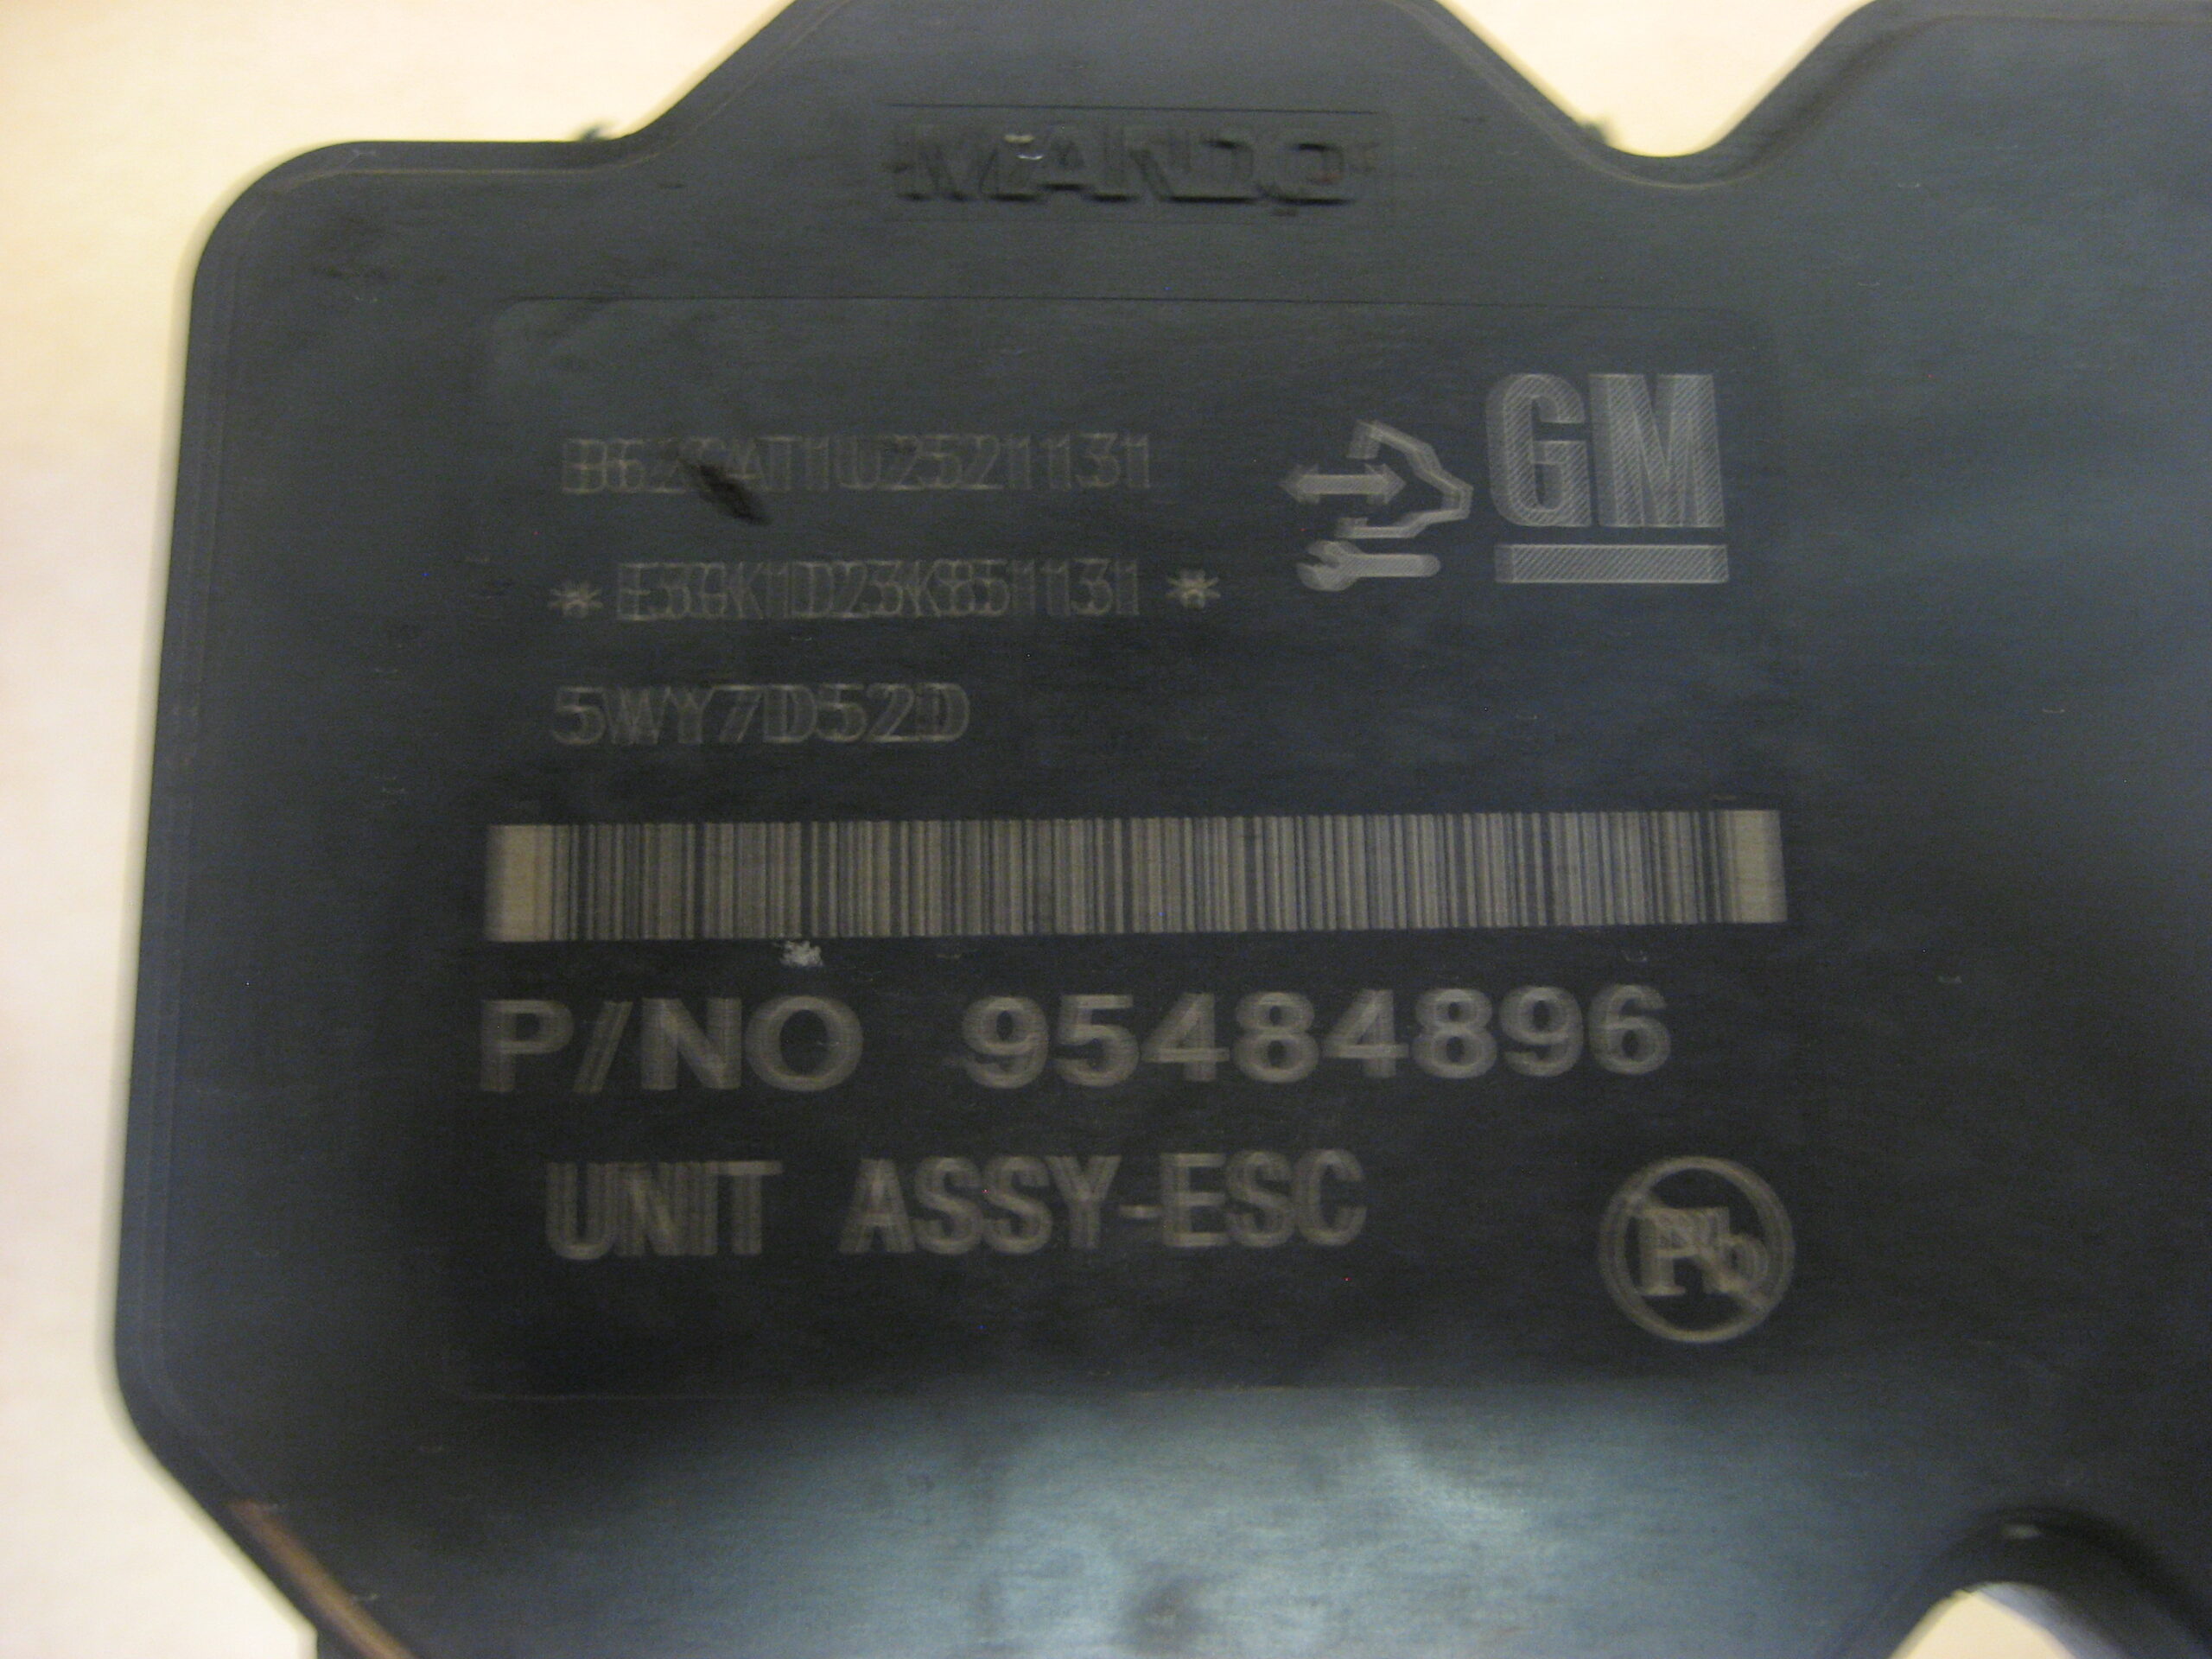 MANDO
GM
5WY7D52D
P/NO 95484896
UNIT ASSY-ESC
Pb